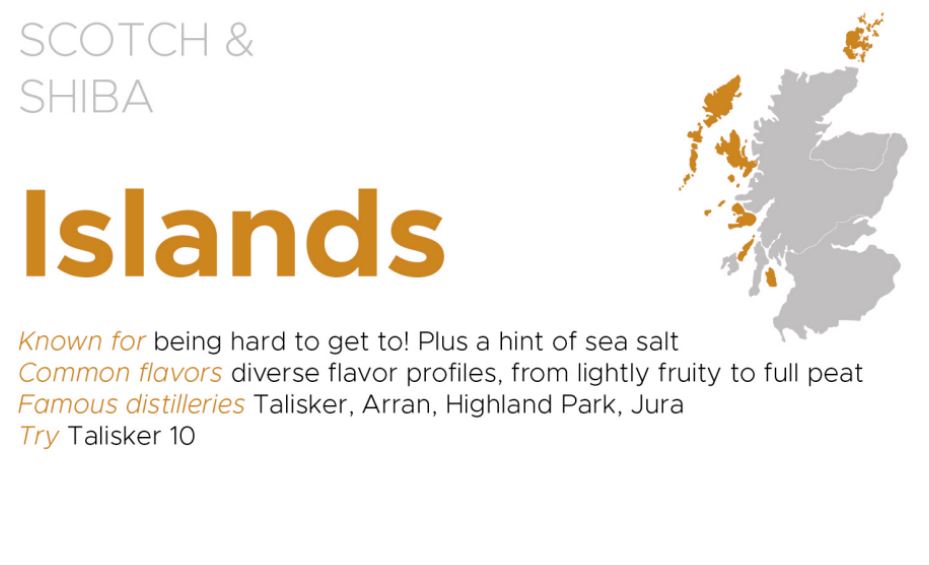 SCOTCH &
SHIBA
Islands
Known for being hard to get to! Plus a hint of sea salt
Common flavors diverse flavor profiles, from lightly fruity to full peat
Famous distilleries Talisker, Arran, Highland Park, Jura
Try Talisker 10